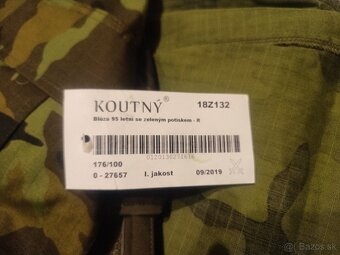 KOUTNÝ® 18Z132
Blůza 95 letní se zeleným potiskem - R
176/100
0 - 27657 I. jakost 09/2019
bazos.sk